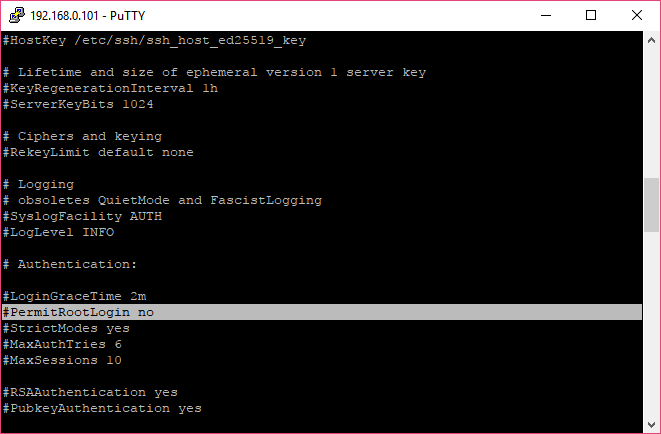 192.168.0.101 - PuTTY
#HostKey /etc/ssh/ssh_host_ed25519_key
# Lifetime and size of ephemeral version 1 server key
#KeyRegenerationInterval 1h
#ServerKeyBits 1024
# Ciphers and keying
#RekeyLimit default none
# Logging
# obsoletes QuietMode and FascistLogging
#SyslogFacility AUTH
#LogLevel INFO
# Authentication:
#LoginGraceTime 2m
#PermitRootLogin no
#StrictModes yes
#MaxAuthTries 6
#MaxSessions 10
#RSAAuthentication yes
#PubkeyAuthentication yes